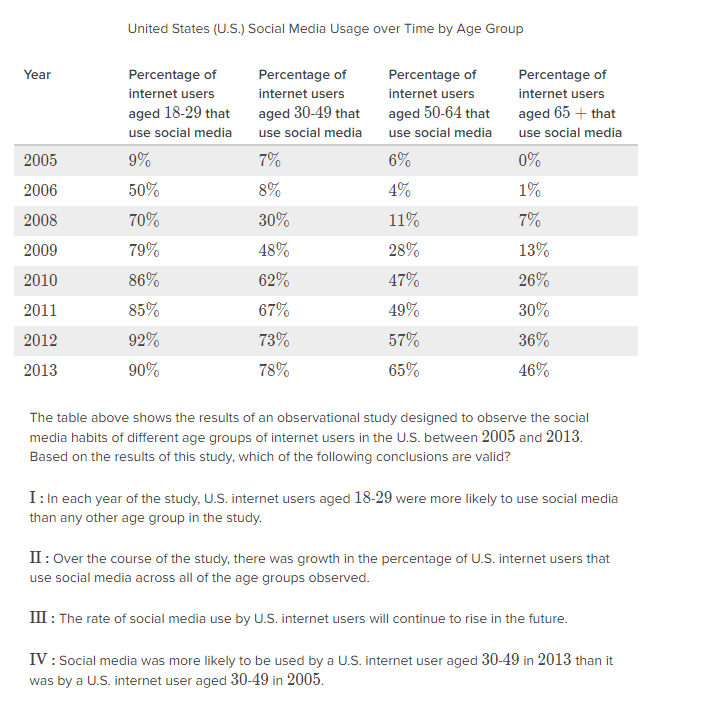 United States (U.S.) Social Media Usage over Time by Age Group
Year Percentage of internet users aged 18-29 that use social media Percentage of internet users aged 30-49 that use social media Percentage of internet users aged 50-64 that use social media Percentage of internet users aged 65 + that use social media
2005 9% 7% 6% 0%
2006 50% 8% 4% 1%
2008 70% 30% 11% 7%
2009 79% 48% 28% 13%
2010 86% 62% 47% 26%
2011 85% 67% 49% 30%
2012 92% 73% 57% 36%
2013 90% 78% 65% 46%
The table above shows the results of an observational study designed to observe the social
media habits of different age groups of internet users in the U.S. between 2005 and 2013.
Based on the results of this study, which of the following conclusions are valid?
I : In each year of the study, U.S. internet users aged 18-29 were more likely to use social media
than any other age group in the study.
II : Over the course of the study, there was growth in the percentage of U.S. internet users that
use social media across all of the age groups observed.
III : The rate of social media use by U.S. internet users will continue to rise in the future.
IV : Social media was more likely to be used by a U.S. internet user aged 30-49 in 2013 than it
was by a U.S. internet user aged 30-49 in 2005.